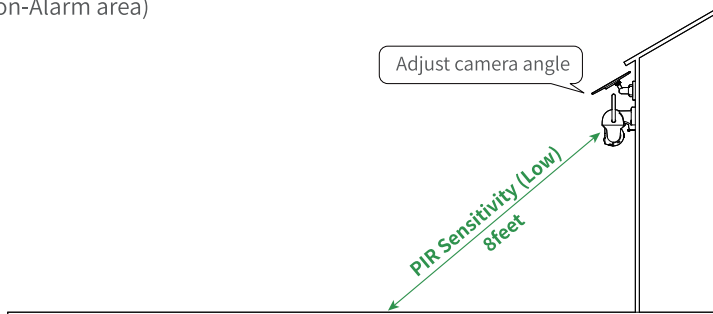 on-Alarm area)
Adjust camera angle
PIR Sensitivity (Low)
8feet